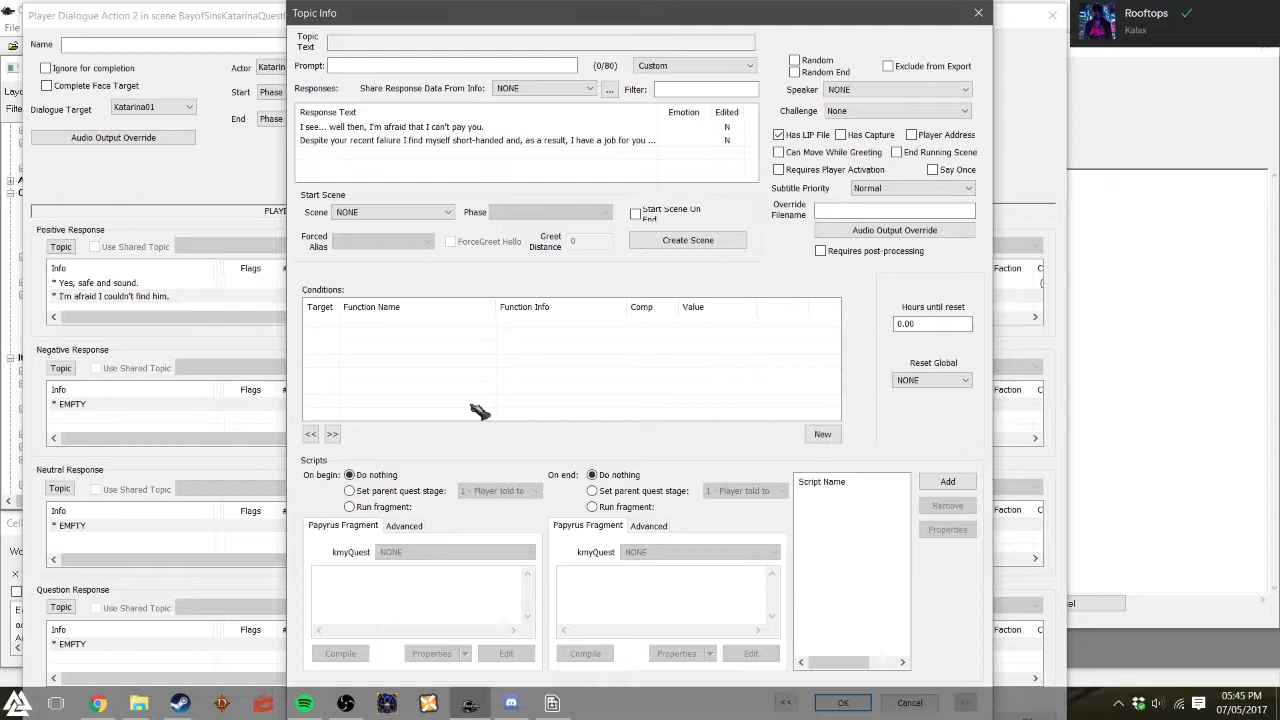 Player Dialogue Action 2 in scene BayofSinsKatarinaQuest
Topic Info
Rooftops
Kalax
Name
Ignore for completion
Complete Face Target
Actor
Katarin
Start
Phase
End
Phase
Dialogue Target
Katarina01
Audio Output Override
PLAYE
Topic Text
Prompt:
(0/80)
Custom
Responses:
Share Response Data From Info:
NONE
...
Filter:
Response Text
Emotion
Edited
I see... well then, I'm afraid that I can't pay you.
N
Despite your recent faliure I find myself short-handed and, as a result, I have a job for you ...
N
Random
Random End
Exclude from Export
Speaker
NONE
Challenge
None
Has LIP File
Has Capture
Player Address
Can Move While Greeting
End Running Scene
Requires Player Activation
Say Once
Subtitle Priority
Normal
Override Filename
Audio Output Override
Requires post-processing
Start Scene
Scene
NONE
Phase
Start Scene On End
Forced Alias
ForceGreet Hello
Greet Distance
0
Create Scene
Conditions:
Target
Function Name
Function Info
Comp
Value
<<
>>
New
Hours until reset
0.00
Reset Global
NONE
Positive Response
Topic
Use Shared Topic
Info
Flags
#
* Yes, safe and sound.
* I'm afraid I couldn't find him.
Faction
Negative Response
Topic
Use Shared Topic
Info
Flags
#
* EMPTY
Faction
Neutral Response
Topic
Use Shared Topic
Info
Flags
#
* EMPTY
Faction
Question Response
Topic
Use Shared Topic
Info
Flags
#
* EMPTY
Faction
Scripts
On begin:
Do nothing
Set parent quest stage:
1 - Player told to
Run fragment:
On end:
Do nothing
Set parent quest stage:
1 - Player told to
Run fragment:
Papyrus Fragment
Advanced
kmyQuest
NONE
Compile
Properties
Edit
Papyrus Fragment
Advanced
kmyQuest
NONE
Compile
Properties
Edit
Script Name
Add
Remove
Properties
<<
OK
Cancel
>>
05:45 PM
07/05/2017